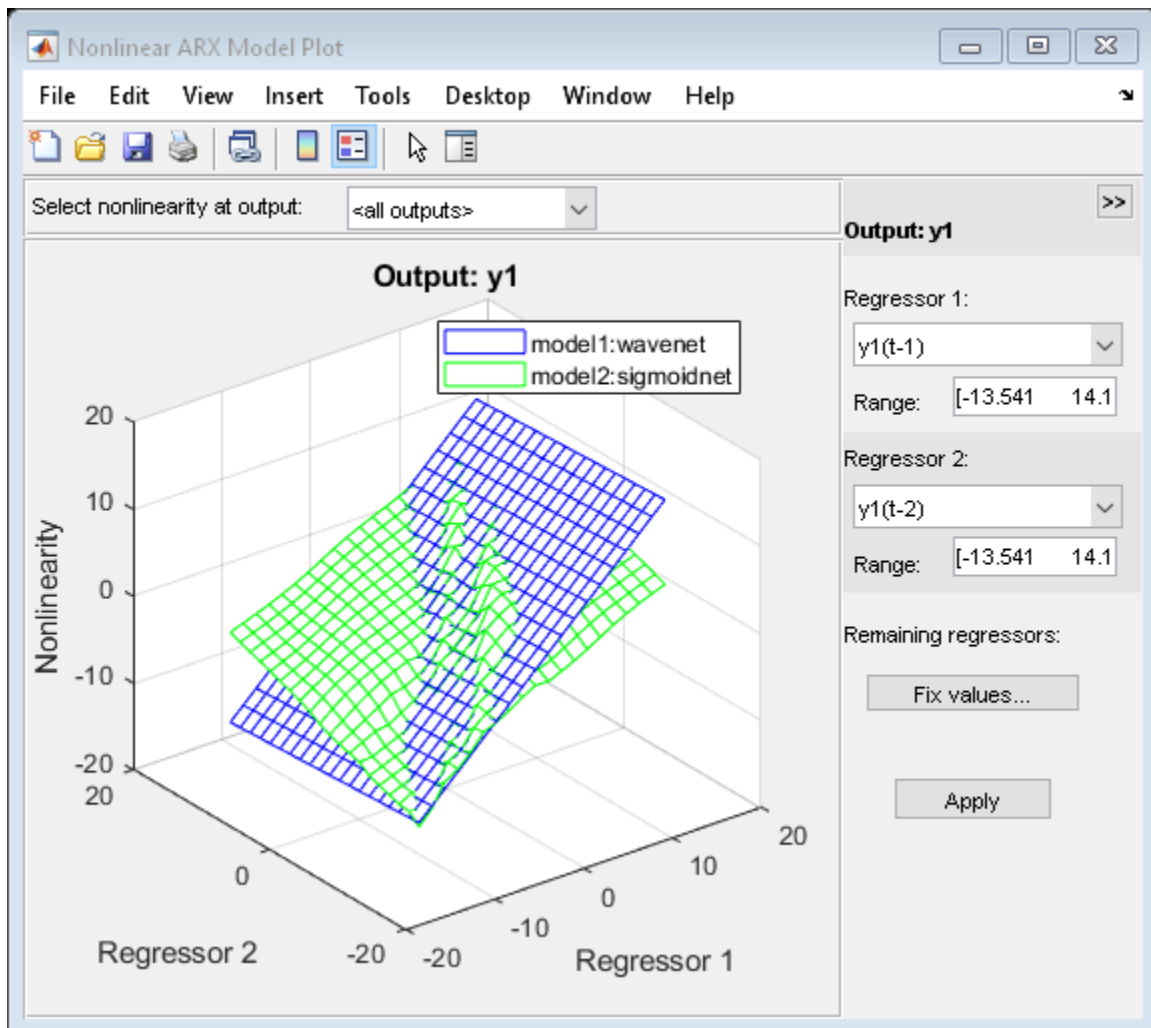 Nonlinear ARX Model Plot
File Edit View Insert Tools Desktop Window Help
Select nonlinearity at output: <all outputs>
>>
Output: y1
Output: y1
model1:wavenet
model2:sigmoidnet
20
10
0
-10
-20
Nonlinearity
20
0
-20
Regressor 2
-20
-10
0
10
20
Regressor 1
Regressor 1:
y1(t-1)
Range: [-13.541 14.1
Regressor 2:
y1(t-2)
Range: [-13.541 14.1
Remaining regressors:
Fix values...
Apply